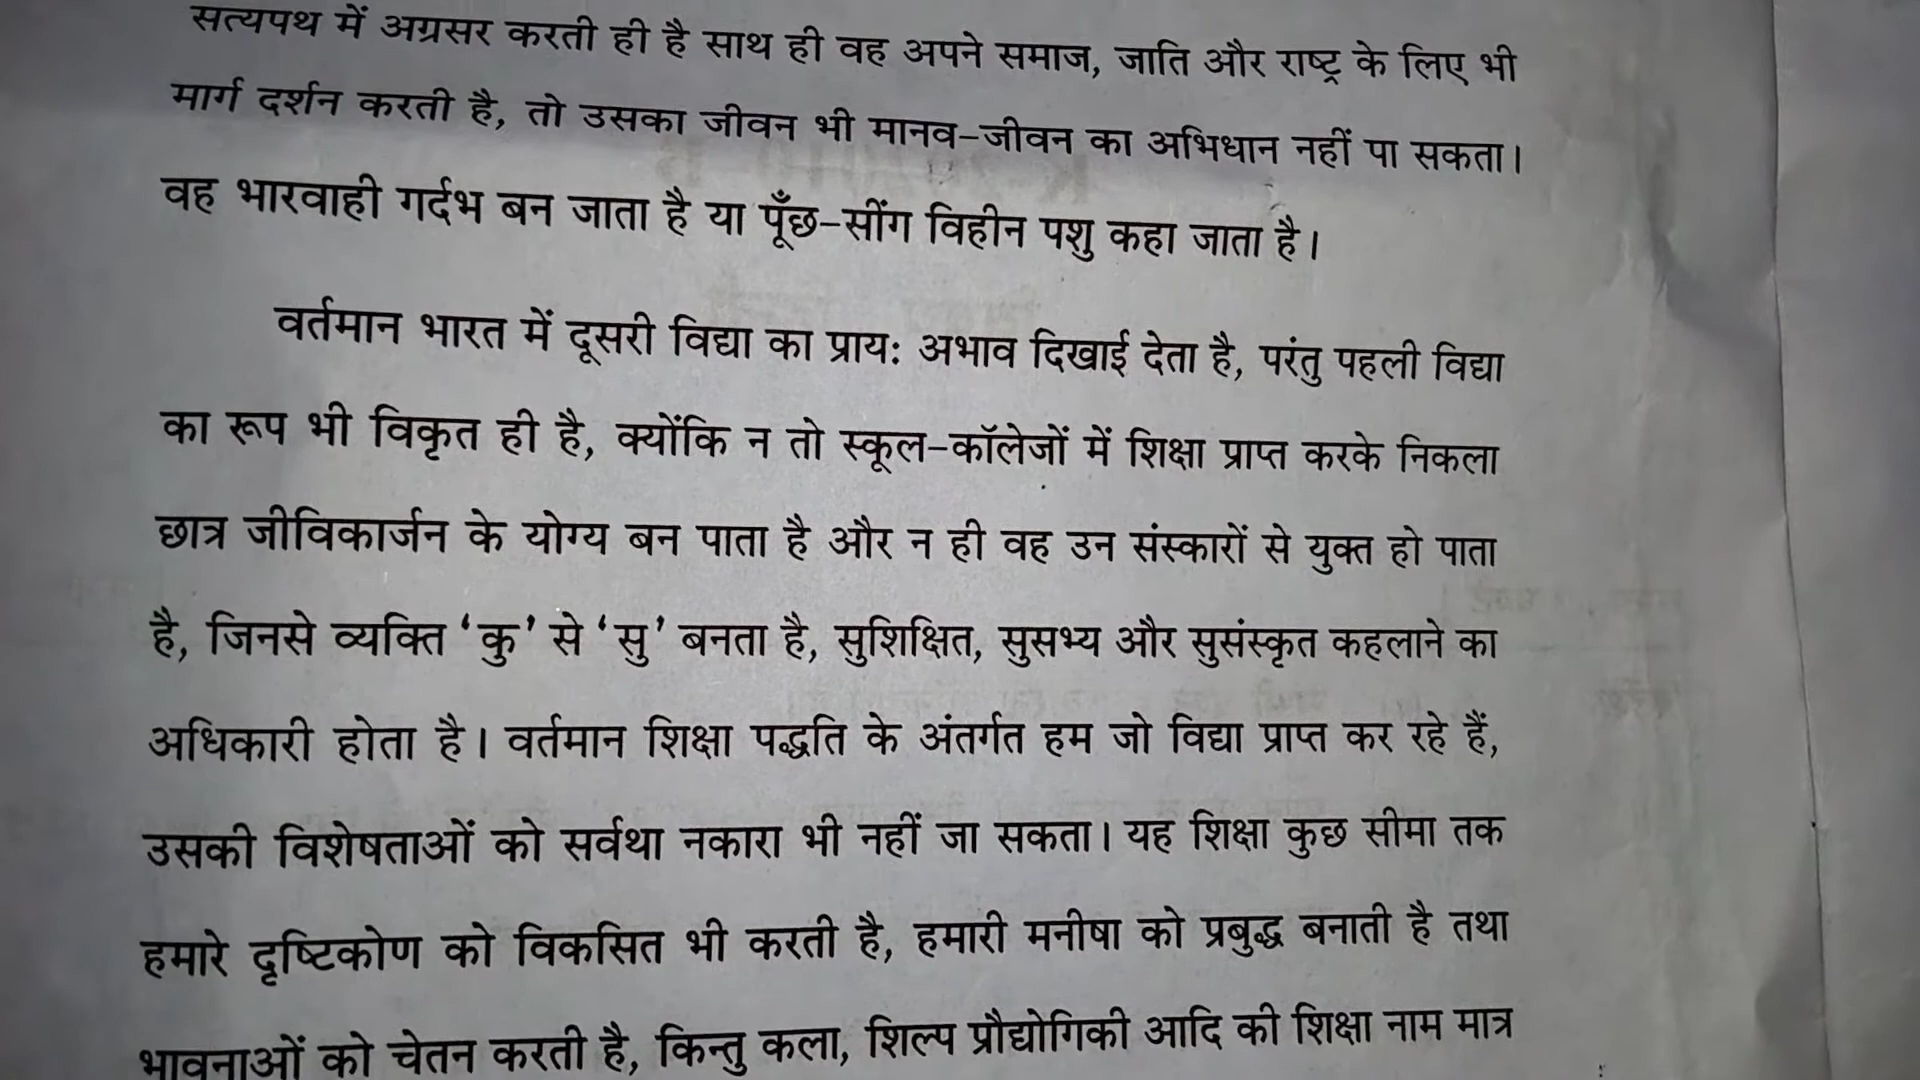 सत्यपथ में अग्रसर करती ही है साथ ही वह अपने समाज, जाति और राष्ट्र के लिए भी
मार्ग दर्शन करती है, तो उसका जीवन भी मानव-जीवन का अभिधान नहीं पा सकता।
वह भारवाही गर्दभ बन जाता है या पूँछ-सींग विहीन पशु कहा जाता है।
वर्तमान भारत में दूसरी विद्या का प्रायः अभाव दिखाई देता है, परंतु पहली विद्या
का रूप भी विकृत ही है, क्योंकि न तो स्कूल-कॉलेजों में शिक्षा प्राप्त करके निकला
छात्र जीविकार्जन के योग्य बन पाता है और न ही वह उन संस्कारों से युक्त हो पाता
है, जिनसे व्यक्ति ‘कु’ से ‘सु’ बनता है, सुशिक्षित, सुसभ्य और सुसंस्कृत कहलाने का
अधिकारी होता है। वर्तमान शिक्षा पद्धति के अंतर्गत हम जो विद्या प्राप्त कर रहे हैं,
उसकी विशेषताओं को सर्वथा नकारा भी नहीं जा सकता। यह शिक्षा कुछ सीमा तक
हमारे दृष्टिकोण को विकसित भी करती है, हमारी मनीषा को प्रबुद्ध बनाती है तथा
भावनाओं को चेतन करती है, किन्तु कला, शिल्प प्रौद्योगिकी आदि की शिक्षा नाम मात्र